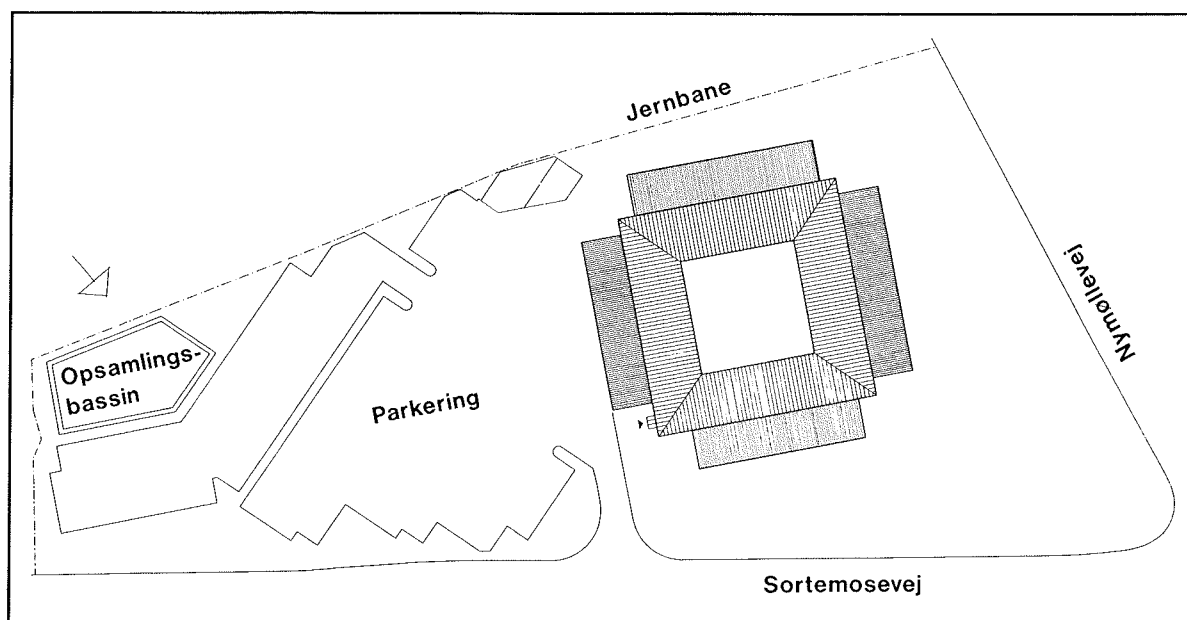 Jernbane
Nymøllevej
Opsamlings-
bassin
Parkering
Sortemosevej